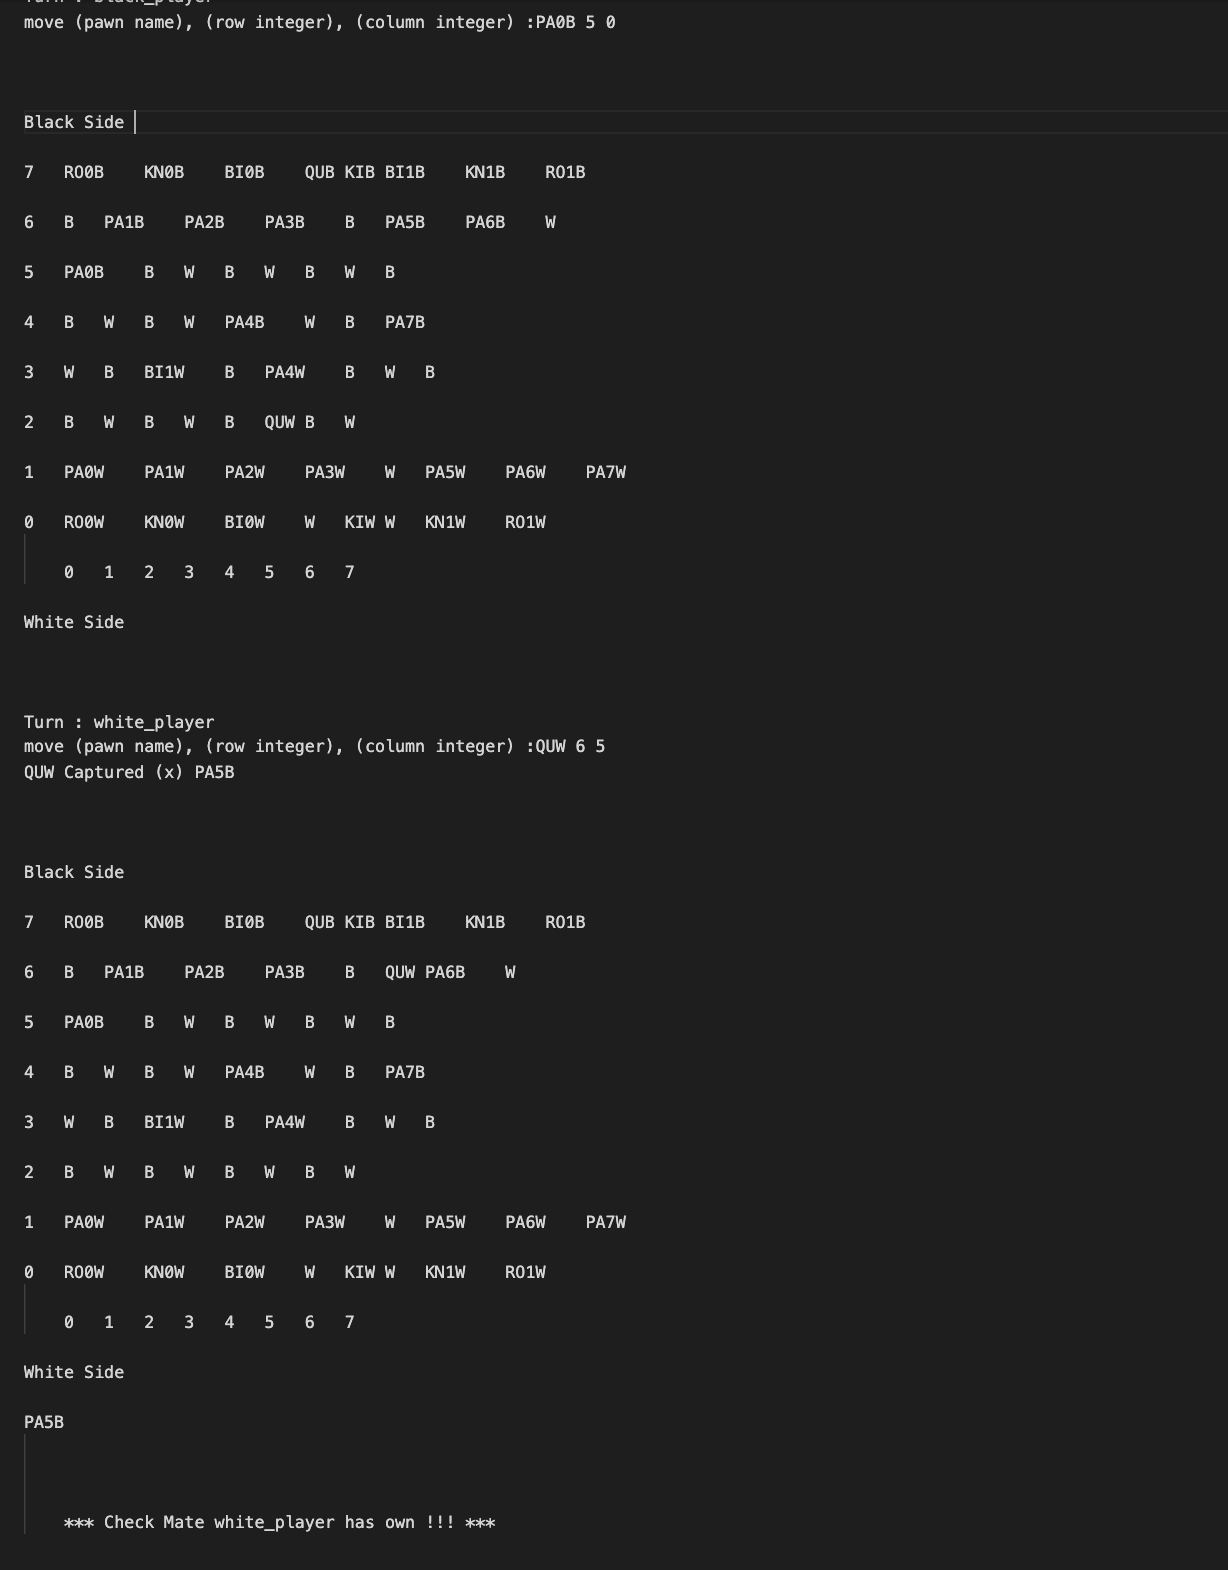 Turn : black_player
move (pawn name), (row integer), (column integer) :PA0B 5 0
Black Side
7   RO0B    KN0B    BI0B    QUB KIB BI1B    KN1B    RO1B
6   B   PA1B    PA2B    PA3B    B   PA5B    PA6B    W
5   PA0B    B   W   B   W   B   W   B
4   B   W   B   W   PA4B    W   B   PA7B
3   W   B   BI1W    B   PA4W    B   W   B
2   B   W   B   W   B   QUW B   W
1   PA0W    PA1W    PA2W    PA3W    W   PA5W    PA6W    PA7W
0   RO0W    KN0W    BI0W    W   KIW W   KN1W    RO1W
0   1   2   3   4   5   6   7
White Side
Turn : white_player
move (pawn name), (row integer), (column integer) :QUW 6 5
QUW Captured (x) PA5B
Black Side
7   RO0B    KN0B    BI0B    QUB KIB BI1B    KN1B    RO1B
6   B   PA1B    PA2B    PA3B    B   QUW PA6B    W
5   PA0B    B   W   B   W   B   W   B
4   B   W   B   W   PA4B    W   B   PA7B
3   W   B   BI1W    B   PA4W    B   W   B
2   B   W   B   W   B   W   B   W
1   PA0W    PA1W    PA2W    PA3W    W   PA5W    PA6W    PA7W
0   RO0W    KN0W    BI0W    W   KIW W   KN1W    RO1W
0   1   2   3   4   5   6   7
White Side
PA5B
*** Check Mate white_player has own !!! ***